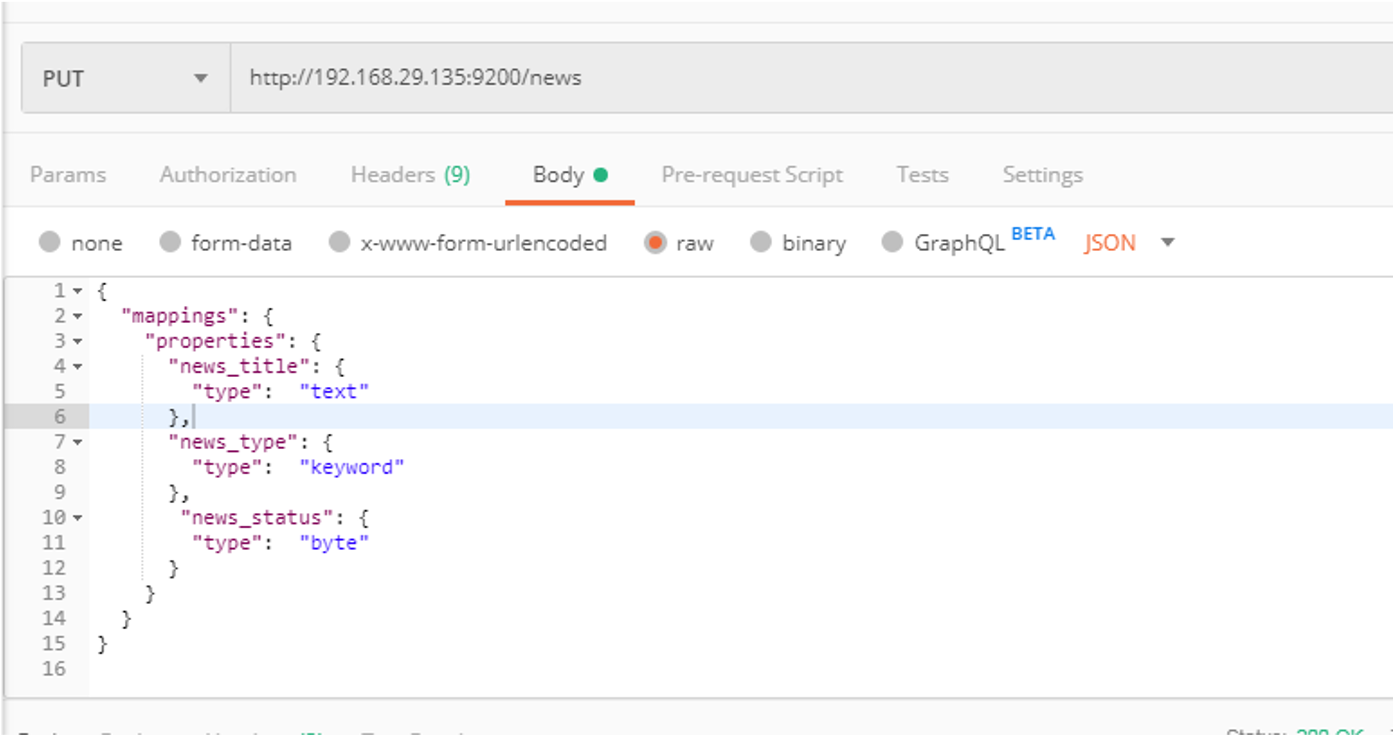 PUT http://192.168.29.135:9200/news
Params Authorization Headers (9) Body Pre-request Script Tests Settings
none form-data x-www-form-urlencoded raw binary GraphQL BETA JSON
1 {
2 "mappings": {
3 "properties": {
4 "news_title": {
5 "type": "text"
6 },
7 "news_type": {
8 "type": "keyword"
9 },
10 "news_status": {
11 "type": "byte"
12 }
13 }
14 }
15 }
16
Status: 200 OK